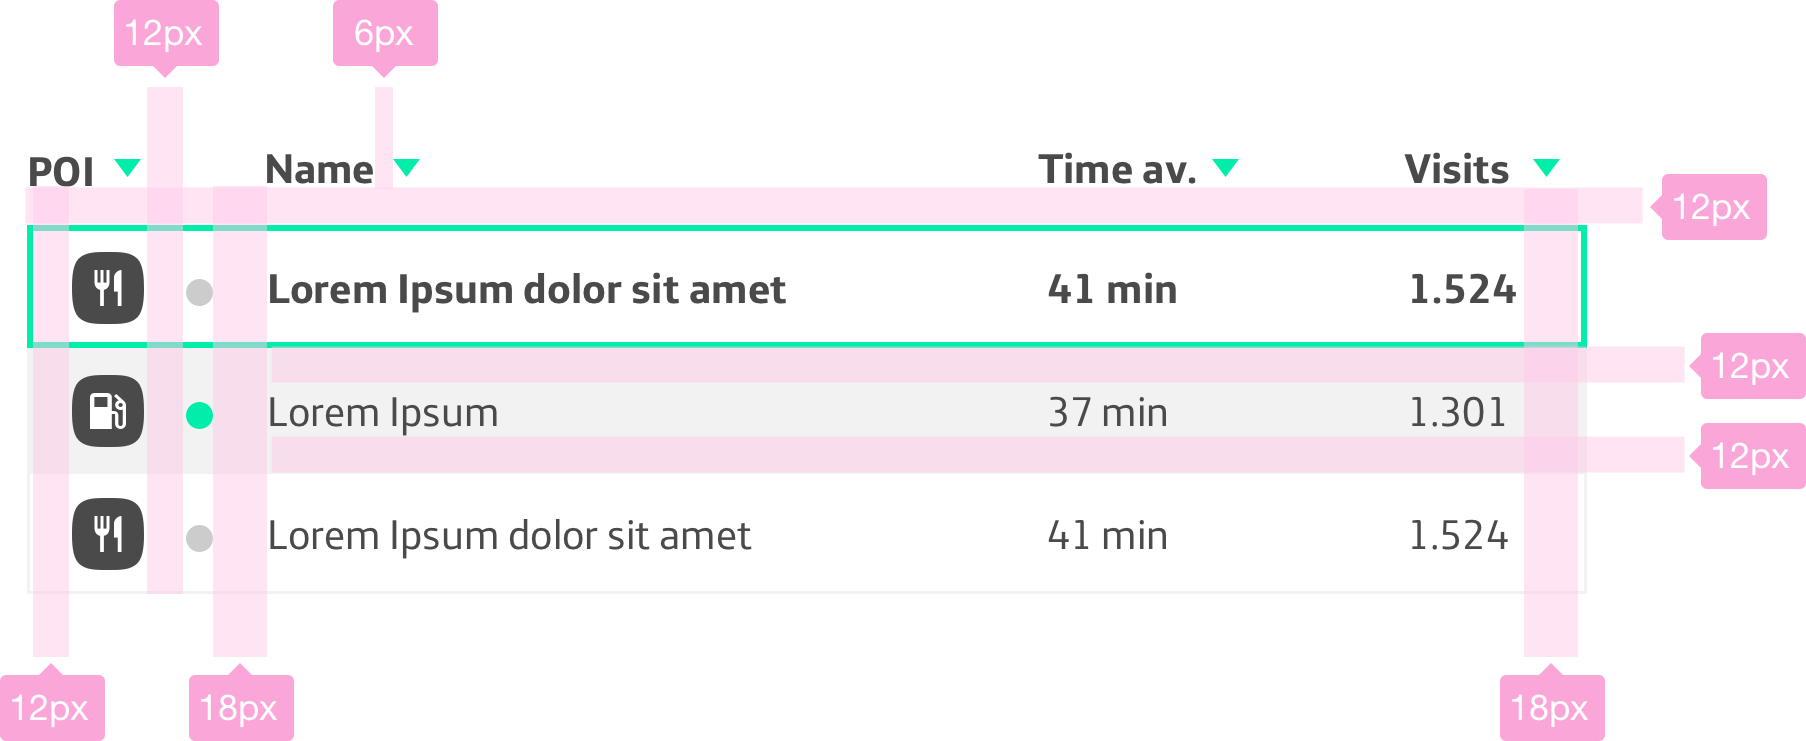 12px 6px
POI Name Time av. Visits
12px
Lorem Ipsum dolor sit amet 41 min 1.524
12px
Lorem Ipsum 37 min 1.301
12px
Lorem Ipsum dolor sit amet 41 min 1.524
12px 18px 18px